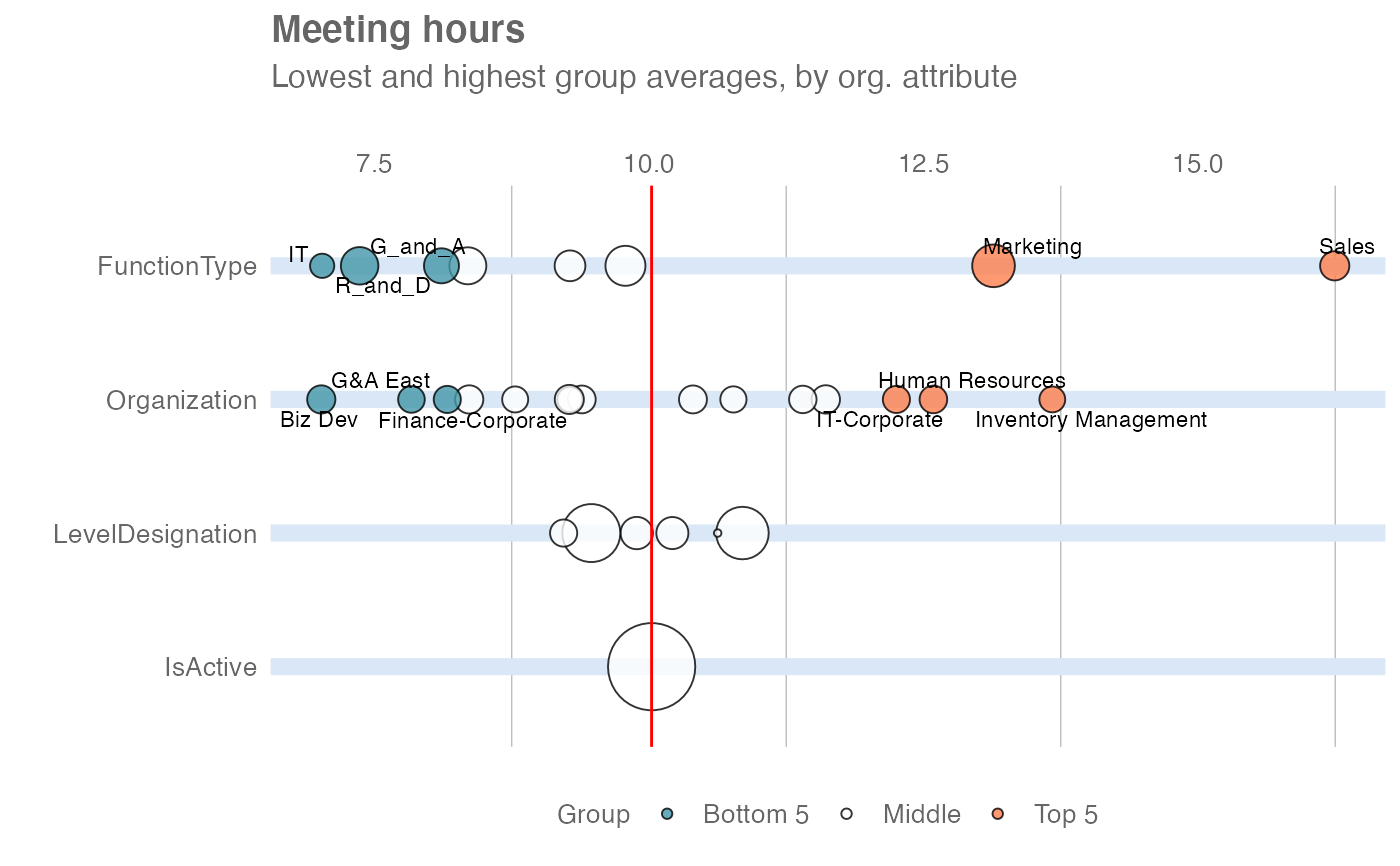 Meeting hours
Lowest and highest group averages, by org. attribute
7.5 10.0 12.5 15.0
FunctionType
IT
G_and_A
R_and_D
Marketing
Sales
Organization
G&A East
Biz Dev
Finance-Corporate
Human Resources
IT-Corporate
Inventory Management
LevelDesignation
IsActive
Group Bottom 5 Middle Top 5